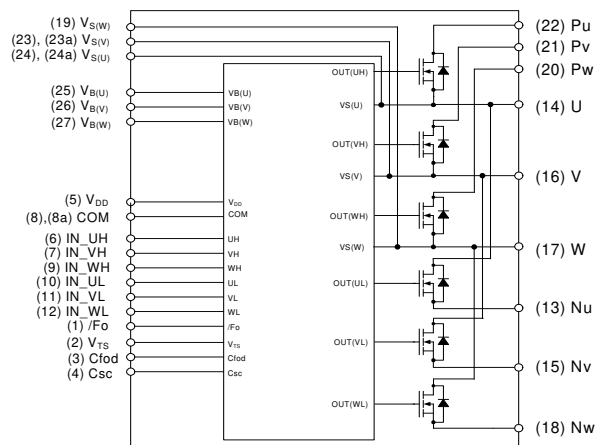 (19) VS(W)
(23), (23a) VS(V)
(24), (24a) VS(U)
(25) VB(U)
(26) VB(V)
(27) VB(W)
(5) VDD
(8),(8a) COM
(6) IN_UH
(7) IN_VH
(9) IN_WH
(10) IN_UL
(11) IN_VL
(12) IN_WL
(1) /Fo
(2) VTS
(3) Cfod
(4) Csc
VB(U)
VB(V)
VB(W)
VDD
COM
UH
VH
WH
UL
VL
WL
/Fo
VTS
Cfod
Csc
OUT(UH)
VS(U)
OUT(VH)
VS(V)
OUT(WH)
VS(W)
OUT(UL)
OUT(VL)
OUT(WL)
(22) Pu
(21) Pv
(20) Pw
(14) U
(16) V
(17) W
(13) Nu
(15) Nv
(18) Nw